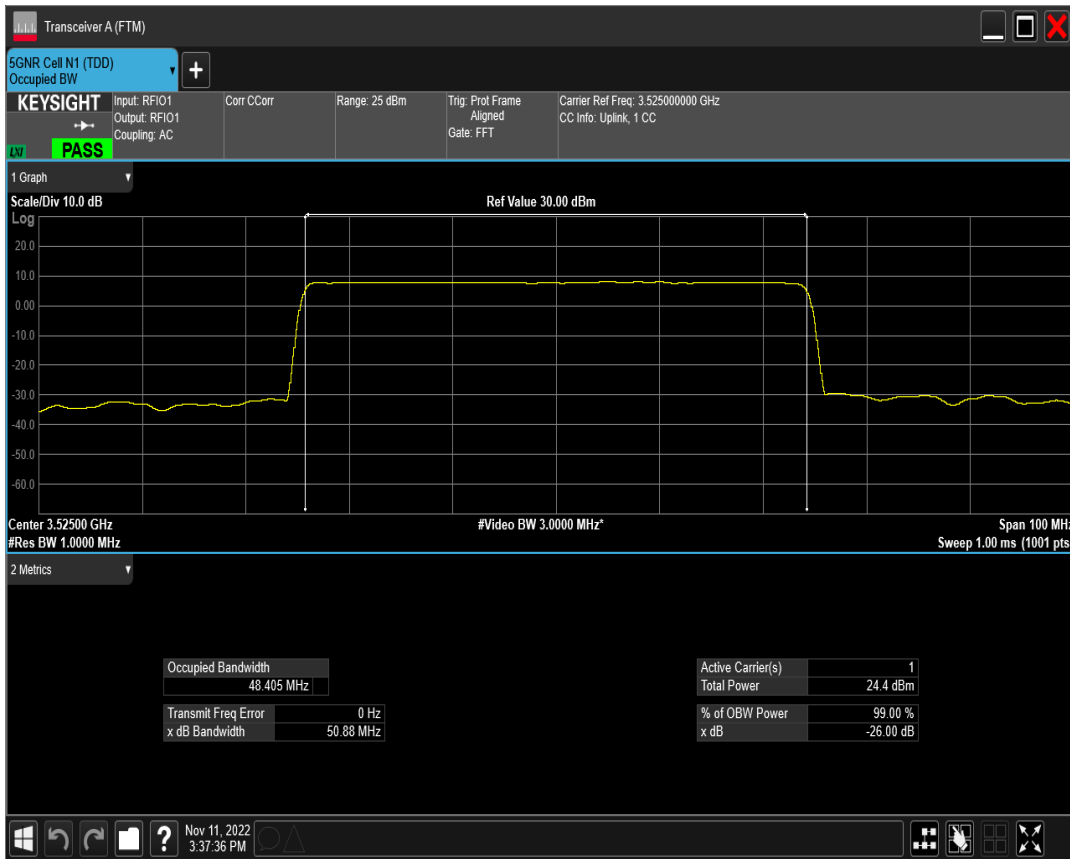 Transceiver A (FTM)
5GNR Cell N1 (TDD)
Occupied BW
+
KEYSIGHT
LXI PASS
Input: RFIO1
Output: RFIO1
Coupling: AC
Corr CCorr
Range: 25 dBm
Trig: Prot Frame
Aligned
Gate: FFT
Carrier Ref Freq: 3.525000000 GHz
CC Info: Uplink, 1 CC
1 Graph
Scale/Div 10.0 dB
Ref Value 30.00 dBm
Log
20.0
10.0
0.00
-10.0
-20.0
-30.0
-40.0
-50.0
-60.0
Center 3.52500 GHz
#Video BW 3.0000 MHz*
Span 100 MHz
#Res BW 1.0000 MHz
Sweep 1.00 ms (1001 pts
2 Metrics
Occupied Bandwidth
48.405 MHz
Transmit Freq Error 0 Hz
x dB Bandwidth 50.88 MHz
Active Carrier(s) 1
Total Power 24.4 dBm
% of OBW Power 99.00 %
x dB -26.00 dB
?
Nov 11, 2022
3:37:36 PM